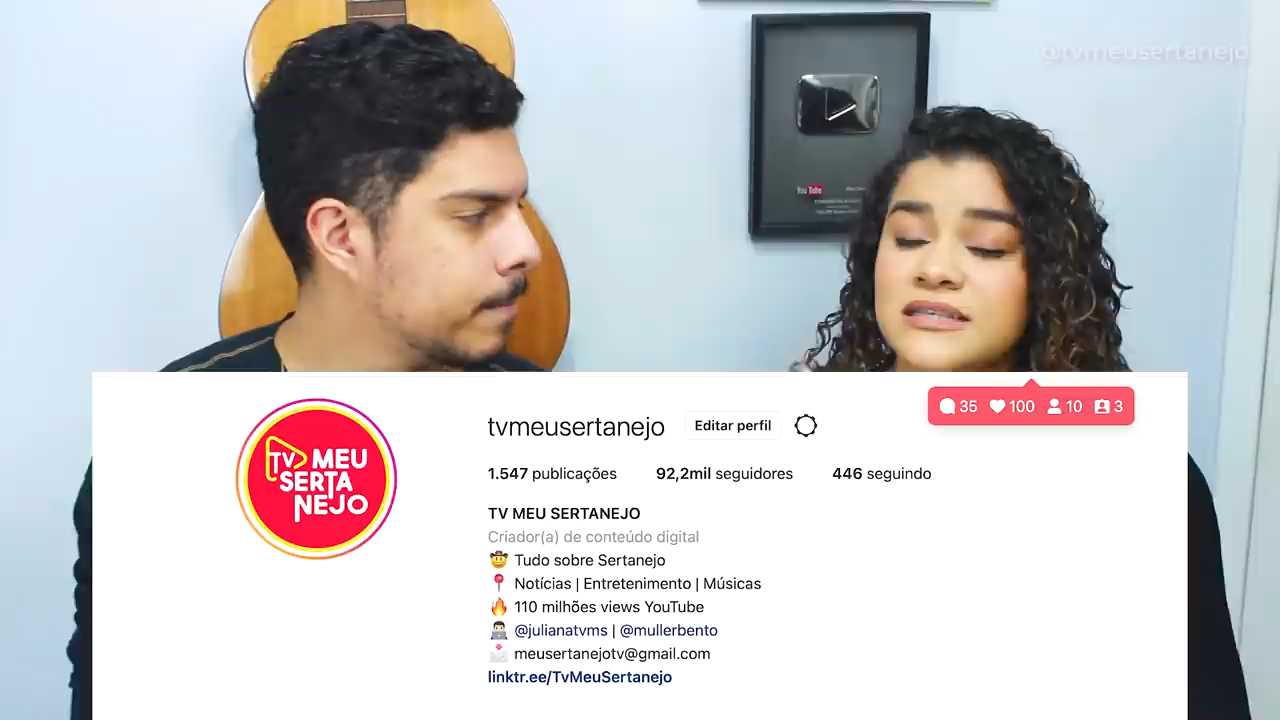 @tvmeusertanejo
YouTube
tvmeusertanejo
Editar perfil
35 100 10 3
1.547 publicações
92,2mil seguidores
446 seguindo
TV MEU
SERTA
NEJO
TV MEU SERTANEJO
Criador(a) de conteúdo digital
Tudo sobre Sertanejo
Notícias | Entretenimento | Músicas
110 milhões views YouTube
@julianatvms | @mullerbento
meusertanejotv@gmail.com
linktr.ee/TvMeuSertanejo